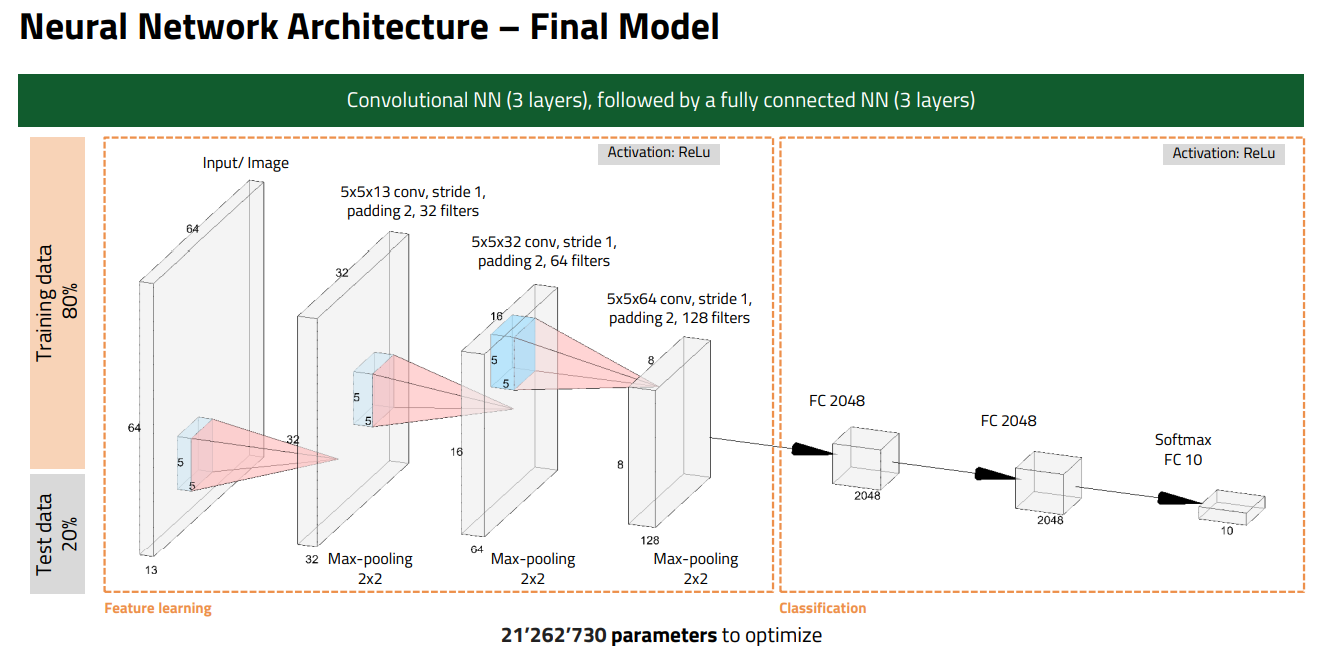 Neural Network Architecture – Final Model
Convolutional NN (3 layers), followed by a fully connected NN (3 layers)
Training data
80%
Test data
20%
Input/ Image
64
64
5
5
13
5x5x13 conv, stride 1,
padding 2, 32 filters
32
32
5
5
32
Max-pooling
2x2
5x5x32 conv, stride 1,
padding 2, 64 filters
16
5
5
16
64
Max-pooling
2x2
Activation: ReLu
5x5x64 conv, stride 1,
padding 2, 128 filters
8
8
128
Max-pooling
2x2
Activation: ReLu
FC 2048
2048
FC 2048
2048
Softmax
FC 10
10
Feature learning
Classification
21’262’730 parameters to optimize